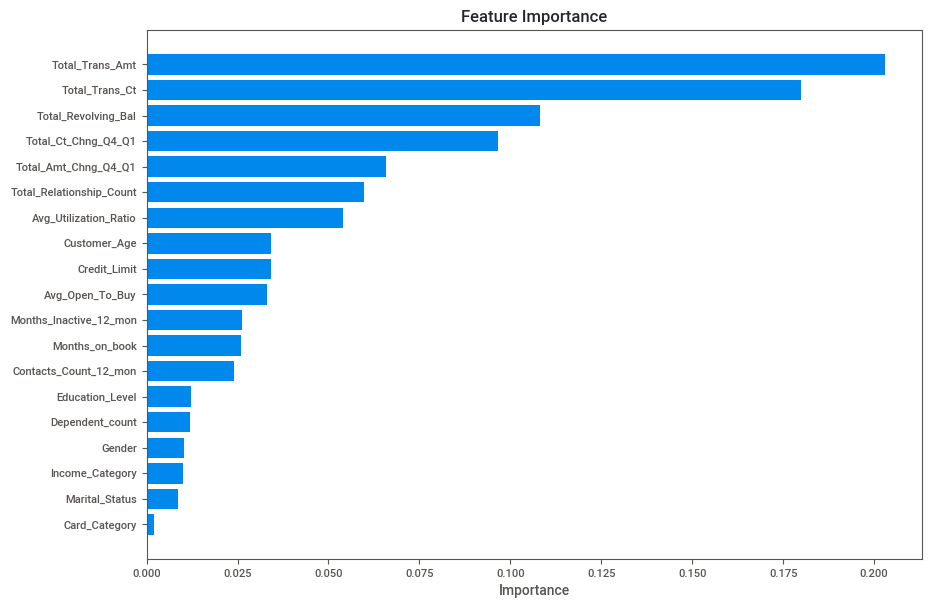 Feature Importance
Total_Trans_Amt
Total_Trans_Ct
Total_Revolving_Bal
Total_Ct_Chng_Q4_Q1
Total_Amt_Chng_Q4_Q1
Total_Relationship_Count
Avg_Utilization_Ratio
Customer_Age
Credit_Limit
Avg_Open_To_Buy
Months_Inactive_12_mon
Months_on_book
Contacts_Count_12_mon
Education_Level
Dependent_count
Gender
Income_Category
Marital_Status
Card_Category
0.000 0.025 0.050 0.075 0.100 0.125 0.150 0.175 0.200
Importance